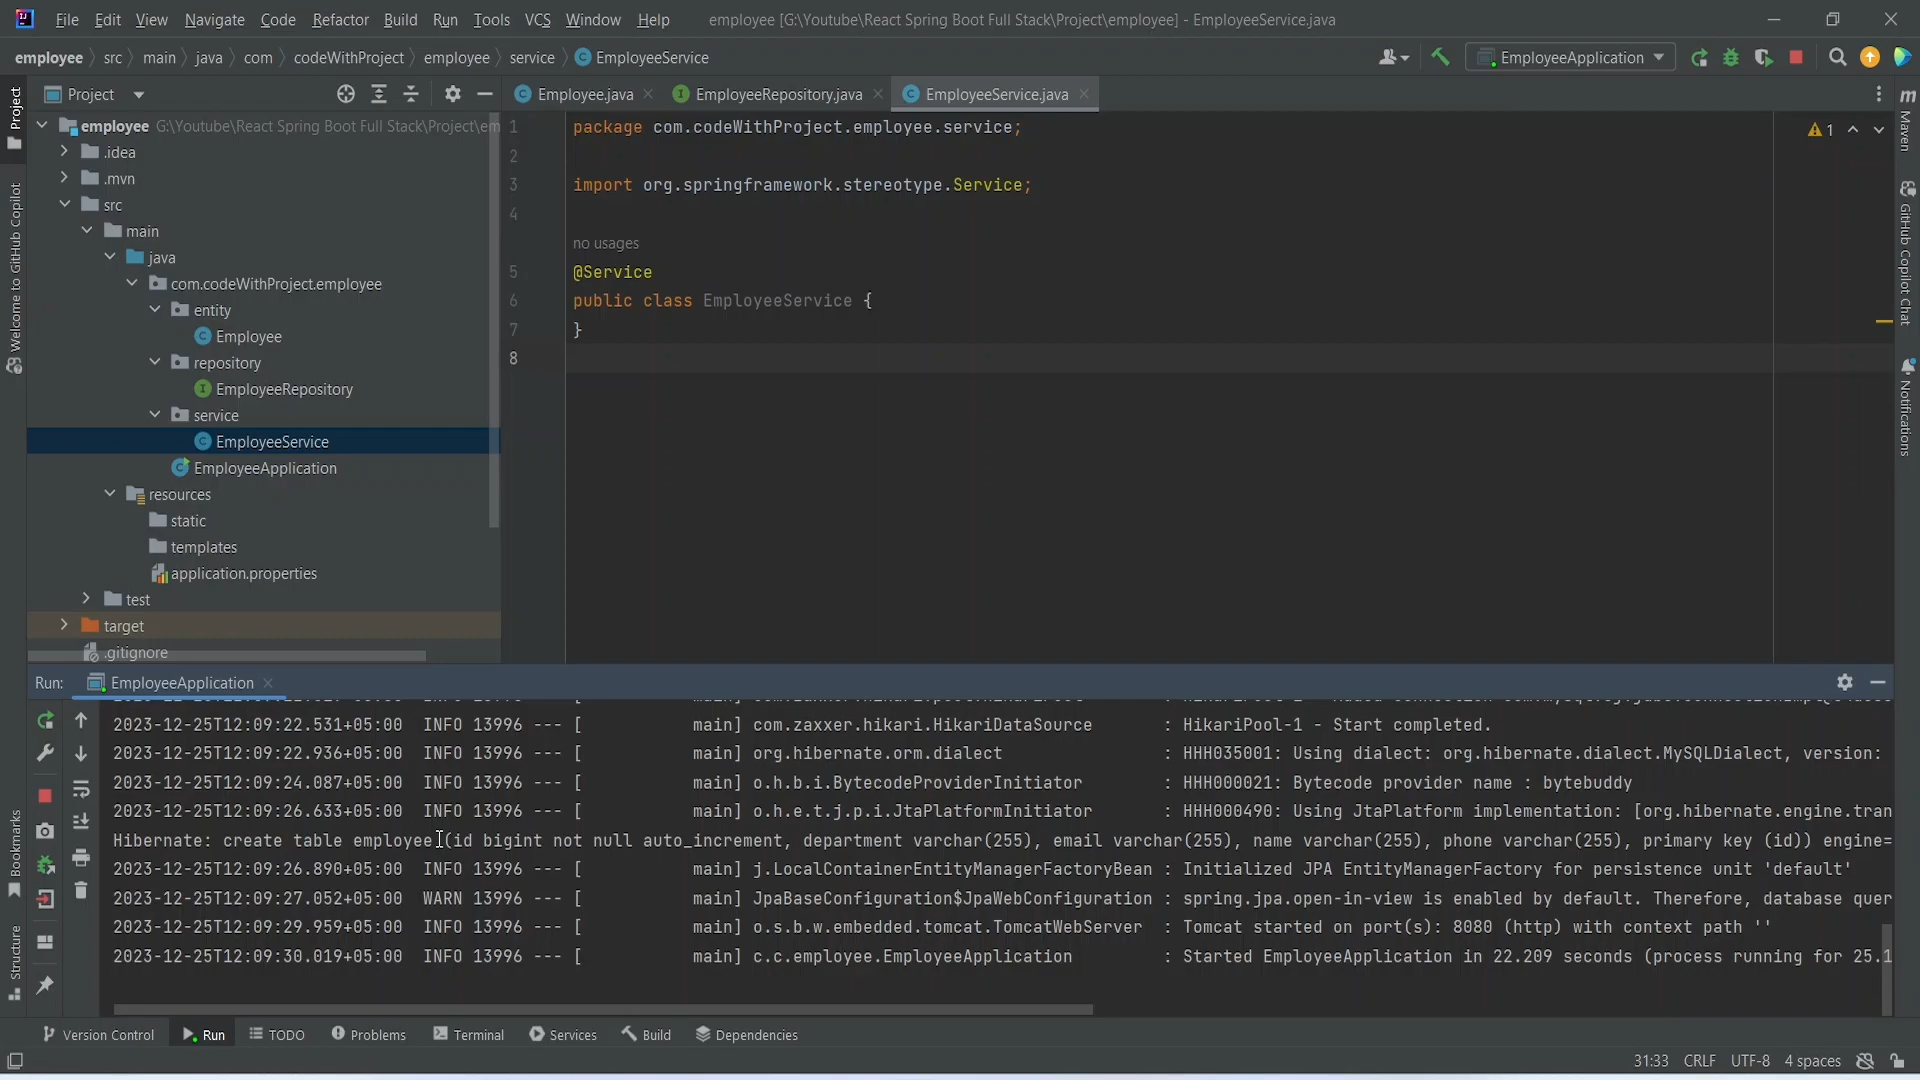 File Edit View Navigate Code Refactor Build Run Tools VCS Window Help employee [G:\Youtube\React Spring Boot Full Stack\Project\employee] - EmployeeService.java
employee src main java com codeWithProject employee service EmployeeService
EmployeeApplication
Project
Employee.java EmployeeRepository.java EmployeeService.java
employee G:\Youtube\React Spring Boot Full Stack\Project\em
.idea
.mvn
src
main
java
com.codeWithProject.employee
entity
Employee
repository
EmployeeRepository
service
EmployeeService
EmployeeApplication
resources
static
templates
application.properties
test
target
.gitignore
1 package com.codeWithProject.employee.service;
2
3 import org.springframework.stereotype.Service;
4
no usages
5 @Service
6 public class EmployeeService {
7 }
8
1
Project
Welcome to GitHub Copilot
Bookmarks
Structure
m
Maven
GitHub Copilot Chat
Notifications
Run: EmployeeApplication
2023-12-25T12:09:22.531+05:00 INFO 13996 --- [ main] com.zaxxer.hikari.HikariDataSource : HikariPool-1 - Start completed.
2023-12-25T12:09:22.936+05:00 INFO 13996 --- [ main] org.hibernate.orm.dialect : HHH035001: Using dialect: org.hibernate.dialect.MySQLDialect, version:
2023-12-25T12:09:24.087+05:00 INFO 13996 --- [ main] o.h.b.i.BytecodeProviderInitiator : HHH000021: Bytecode provider name : bytebuddy
2023-12-25T12:09:26.633+05:00 INFO 13996 --- [ main] o.h.e.t.j.p.i.JtaPlatformInitiator : HHH000490: Using JtaPlatform implementation: [org.hibernate.engine.tran
Hibernate: create table employee (id bigint not null auto_increment, department varchar(255), email varchar(255), name varchar(255), phone varchar(255), primary key (id)) engine=
2023-12-25T12:09:26.890+05:00 INFO 13996 --- [ main] j.LocalContainerEntityManagerFactoryBean : Initialized JPA EntityManagerFactory for persistence unit 'default'
2023-12-25T12:09:27.052+05:00 WARN 13996 --- [ main] JpaBaseConfiguration$JpaWebConfiguration : spring.jpa.open-in-view is enabled by default. Therefore, database quer
2023-12-25T12:09:29.959+05:00 INFO 13996 --- [ main] o.s.b.w.embedded.tomcat.TomcatWebServer : Tomcat started on port(s): 8080 (http) with context path ''
2023-12-25T12:09:30.019+05:00 INFO 13996 --- [ main] c.c.employee.EmployeeApplication : Started EmployeeApplication in 22.209 seconds (process running for 25.1
Version Control Run TODO Problems Terminal Services Build Dependencies
31:33 CRLF UTF-8 4 spaces